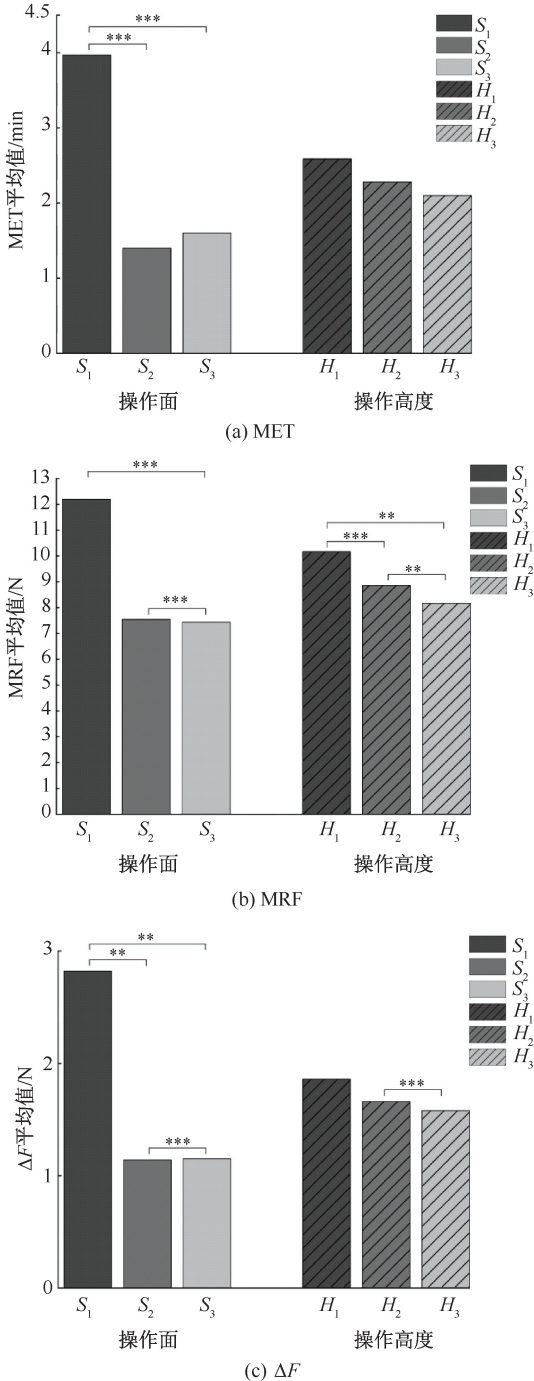 MET平均值/min
4.5
4
3
2
1
0
***
***
S1
S2
S3
H1
H2
H3
S1 S2 S3 H1 H2 H3
操作面 操作高度
(a) MET
MRF平均值/N
13
12
11
10
9
8
7
6
5
4
3
2
1
0
***
***
**
***
**
S1
S2
S3
H1
H2
H3
S1 S2 S3 H1 H2 H3
操作面 操作高度
(b) MRF
ΔF平均值/N
3
2
1
0
**
**
***
***
S1
S2
S3
H1
H2
H3
S1 S2 S3 H1 H2 H3
操作面 操作高度
(c) ΔF